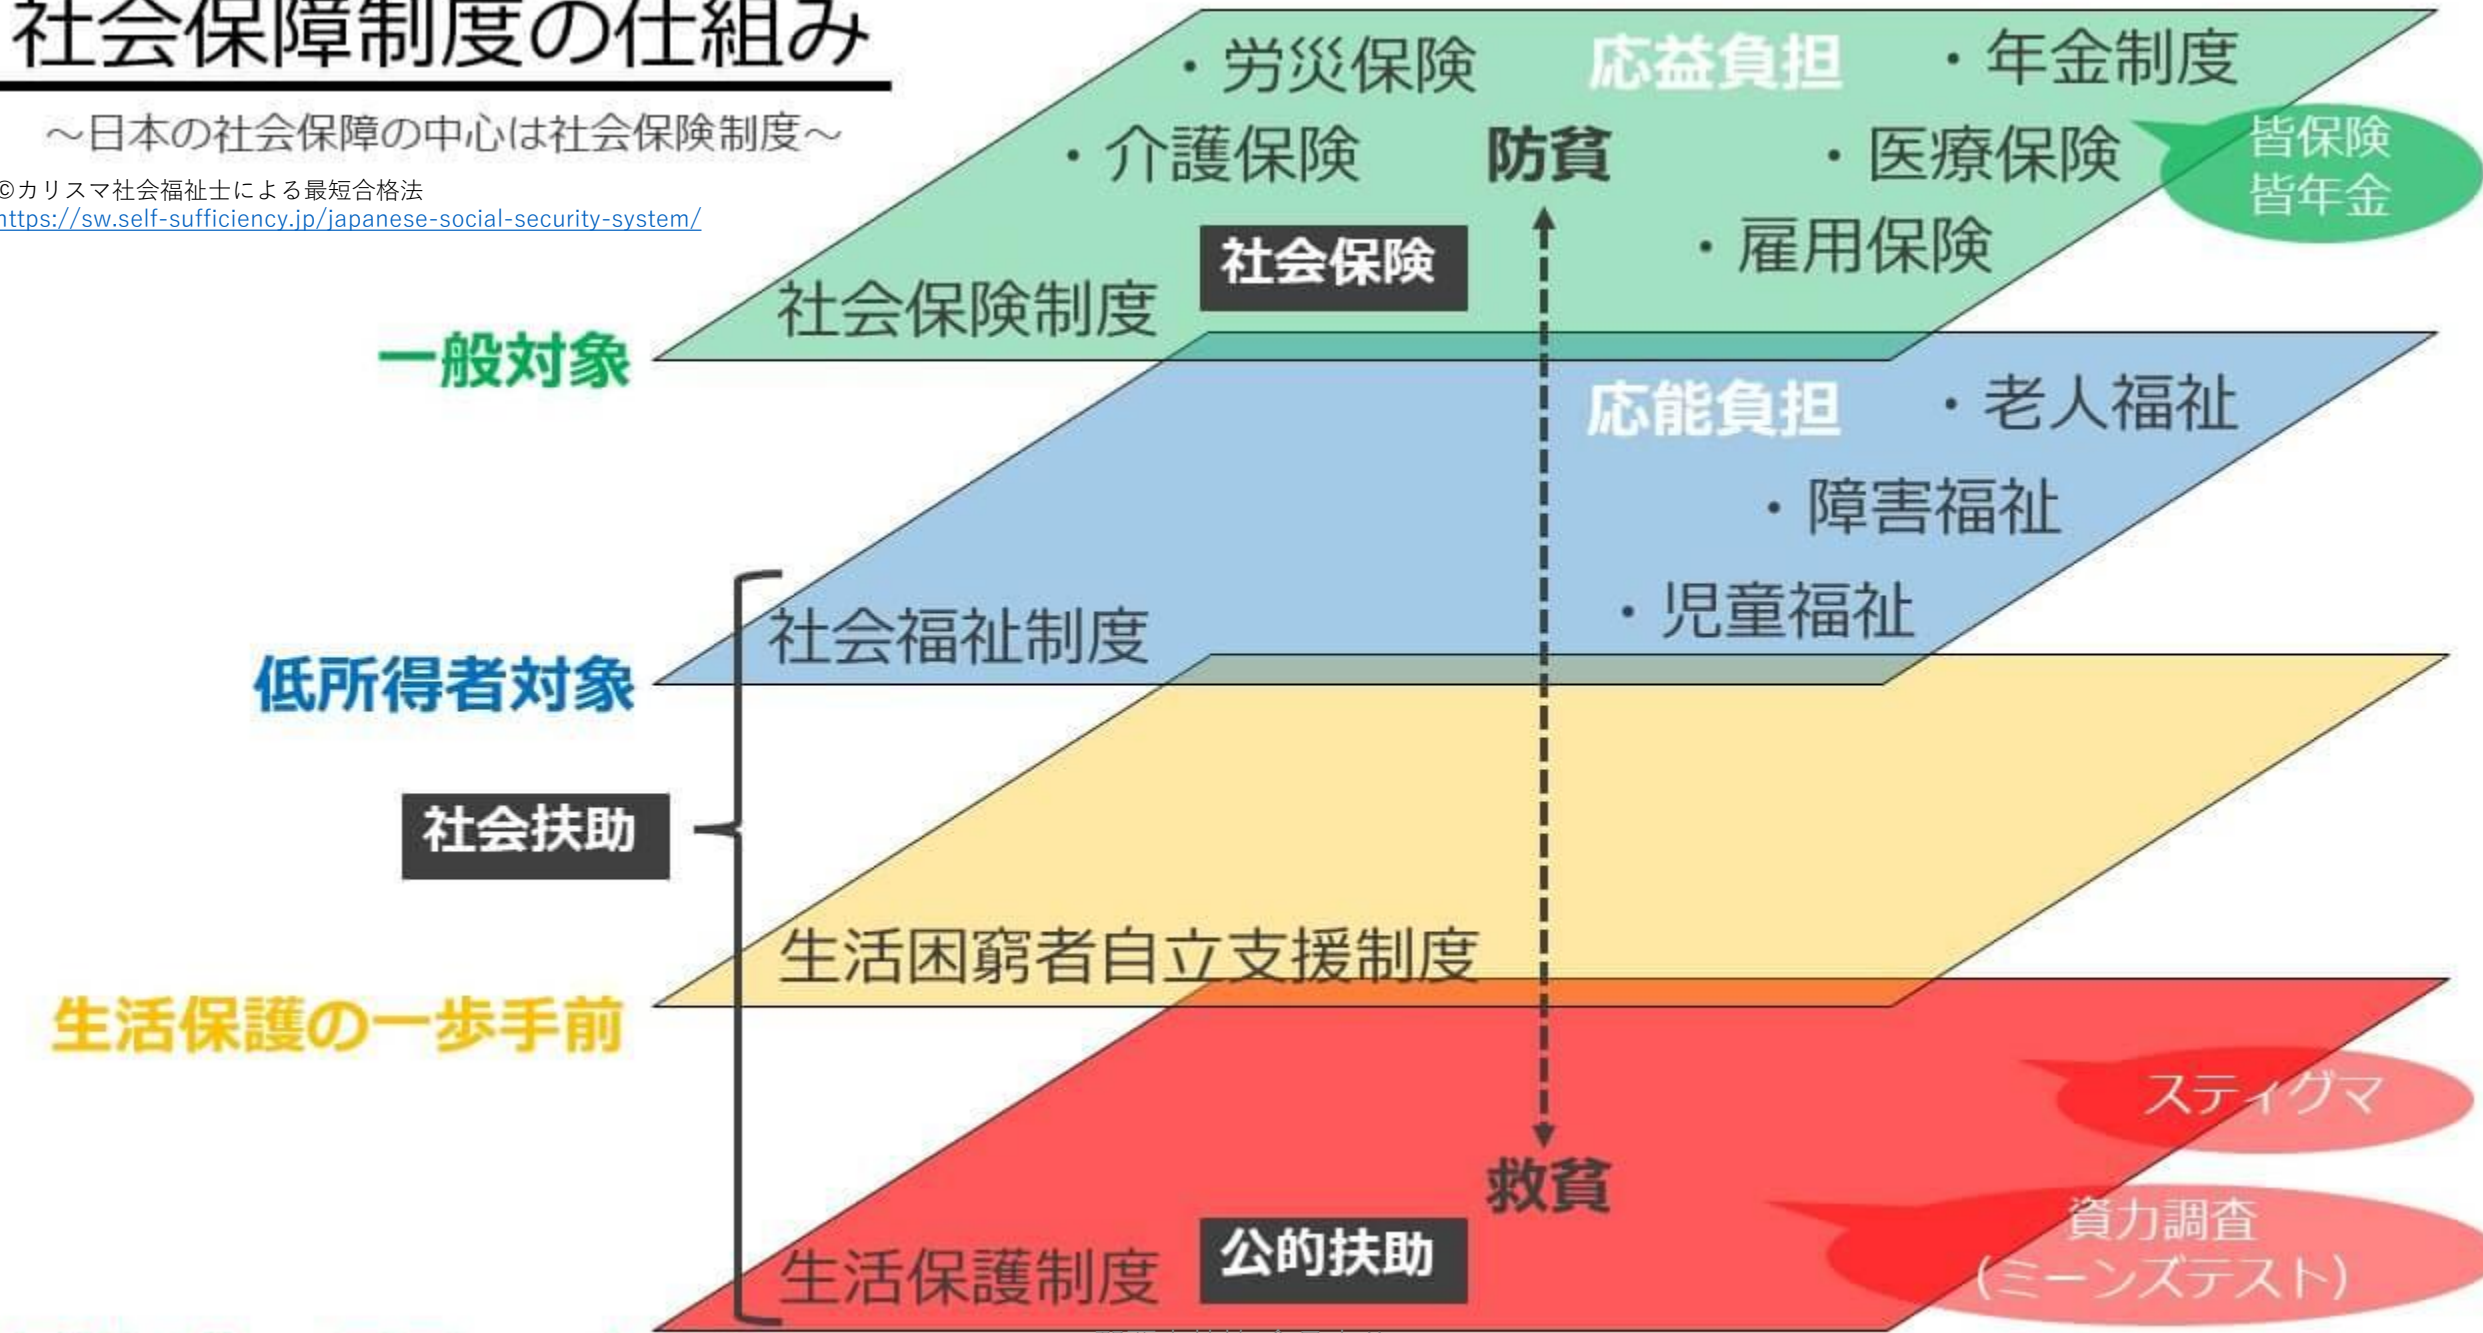 社会保障制度の仕組み
～日本の社会保障の中心は社会保険制度～
©カリスマ社会福祉士による最短合格法
https://sw.self-sufficiency.jp/japanese-social-security-system/
・労災保険
応益負担
・年金制度
・介護保険
防貧
・医療保険
皆保険
皆年金
社会保険
・雇用保険
社会保険制度
一般対象
応能負担
・老人福祉
・障害福祉
・児童福祉
社会福祉制度
低所得者対象
社会扶助
生活困窮者自立支援制度
生活保護の一歩手前
スティグマ
救貧
資力調査
(ミーンズテスト)
公的扶助
生活保護制度